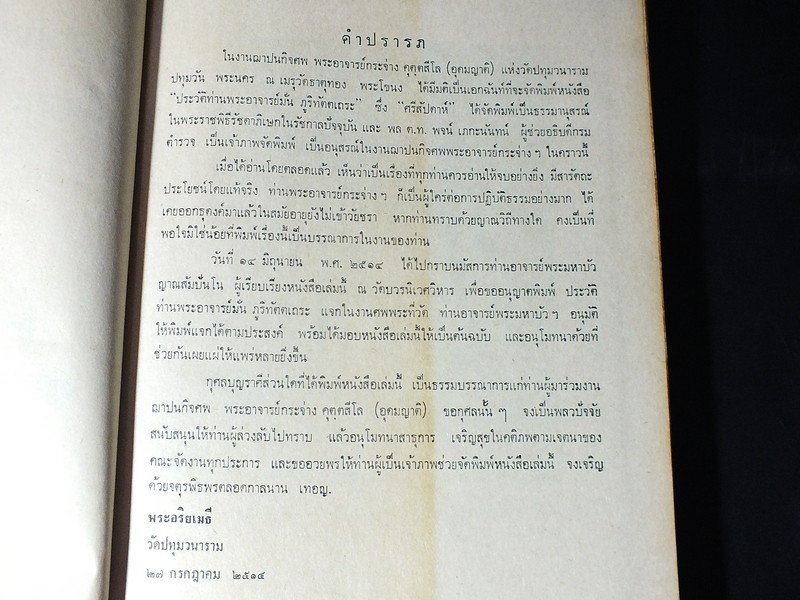 คำปรารภ
ในงานฌาปนกิจศพ พระอาจารย์กระจ่าง คุตฺตสีโล (อุดมญาติ) แห่งวัดปทุมวนาราม
ปทุมวัน พระนคร ณ เมรุวัดธาตุทอง พระโขนง ได้มีมติเป็นเอกฉันท์ที่จะจัดพิมพ์หนังสือ
“ประวัติท่านพระอาจารย์มั่น ภูริทัตตเถระ” ซึ่ง “ศรีสัปดาห์” ได้จัดพิมพ์เป็นธรรมานุสรณ์
ในพระราชพิธีรัชดาภิเษกในรัชกาลปัจจุบัน และ พล ต.ท. พจน์ เภกะนันทน์ ผู้ช่วยอธิบดีกรม
ตำรวจ เป็นเจ้าภาพจัดพิมพ์ เป็นอนุสรณ์ในงานฌาปนกิจศพพระอาจารย์กระจ่าง ฯ ในคราวนี้
เมื่อได้อ่านโดยตลอดแล้ว เห็นว่าเป็นเรื่องที่ทุกท่านควรอ่านให้จบอย่างยิ่ง มีสารัตถะ
ประโยชน์โดยแท้จริง ท่านพระอาจารย์กระจ่าง ฯ ก็เป็นผู้ใคร่ต่อการปฏิบัติธรรมอย่างมาก ได้
เคยออกธุดงค์มาแล้วในสมัยอายุยังไม่เข้าวัยชรา หากท่านทราบด้วยญาณวิถีทางใด คงเป็นที่
พอใจมิใช่น้อยที่พิมพ์เรื่องนี้เป็นบรรณาการในงานของท่าน
วันที่ ๑๔ มิถุนายน พ.ศ. ๒๕๑๔ ได้ไปกราบนมัสการท่านอาจารย์พระมหาบัว
ญาณสัมปันโน ผู้เรียบเรียงหนังสือเล่มนี้ ณ วัดบวรนิเวศวิหาร เพื่อขออนุญาตพิมพ์ ประวัติ
ท่านพระอาจารย์มั่น ภูริทัตตเถระ แจกในงานศพพระที่วัด ท่านอาจารย์พระมหาบัว ฯ อนุมัติ
ให้พิมพ์แจกได้ตามประสงค์ พร้อมได้มอบหนังสือเล่มนี้ให้เป็นต้นฉบับ และอนุโมทนาด้วยที่
ช่วยกันเผยแผ่ให้แพร่หลายยิ่งขึ้น
กุศลบุญราศีส่วนใดที่ได้พิมพ์หนังสือเล่มนี้ เป็นธรรมบรรณาการแก่ท่านผู้มาร่วมงาน
ฌาปนกิจศพ พระอาจารย์กระจ่าง คุตฺตสีโล (อุดมญาติ) ขอกุศลนั้น ๆ จงเป็นพลวปัจจัย
สนับสนุนให้ท่านผู้ล่วงลับไปทราบ แล้วอนุโมทนาสาธุการ เจริญสุขในคติภพตามเจตนาของ
คณะจัดงานทุกประการ และขออวยพรให้ท่านผู้เป็นเจ้าภาพช่วยจัดพิมพ์หนังสือเล่มนี้ จงเจริญ
ด้วยจตุรพิธพรตลอดกาลนาน เทอญ.
พระอริยเมธี
วัดปทุมวนาราม
๒๗ กรกฎาคม ๒๕๑๔